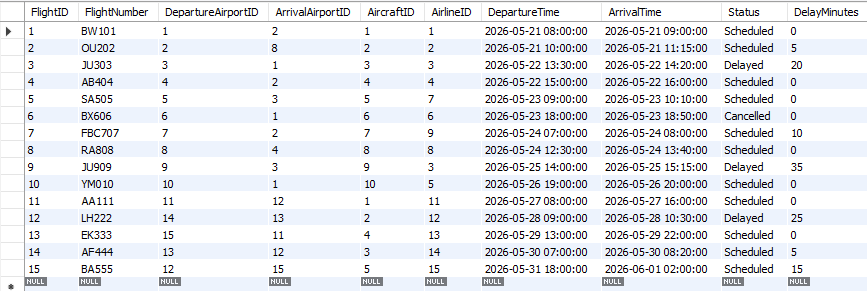 FlightID FlightNumber DepartureAirportID ArrivalAirportID AircraftID AirlineID DepartureTime ArrivalTime Status DelayMinutes
1 BW101 1 2 1 1 2026-05-21 08:00:00 2026-05-21 09:00:00 Scheduled 0
2 OU202 2 8 2 2 2026-05-21 10:00:00 2026-05-21 11:15:00 Scheduled 5
3 JU303 3 1 3 3 2026-05-22 13:30:00 2026-05-22 14:20:00 Delayed 20
4 AB404 4 2 4 4 2026-05-22 15:00:00 2026-05-22 16:00:00 Scheduled 0
5 SA505 5 3 5 7 2026-05-23 09:00:00 2026-05-23 10:10:00 Scheduled 0
6 BX606 6 1 6 6 2026-05-23 18:00:00 2026-05-23 18:50:00 Cancelled 0
7 FBC707 7 2 7 9 2026-05-24 07:00:00 2026-05-24 08:00:00 Scheduled 10
8 RA808 8 4 8 8 2026-05-24 12:30:00 2026-05-24 13:40:00 Scheduled 0
9 JU909 9 3 9 3 2026-05-25 14:00:00 2026-05-25 15:15:00 Delayed 35
10 YM010 10 1 10 5 2026-05-26 19:00:00 2026-05-26 20:00:00 Scheduled 0
11 AA111 11 12 1 11 2026-05-27 08:00:00 2026-05-27 16:00:00 Scheduled 0
12 LH222 14 13 2 12 2026-05-28 09:00:00 2026-05-28 10:30:00 Delayed 25
13 EK333 15 11 4 13 2026-05-29 13:00:00 2026-05-29 22:00:00 Scheduled 0
14 AF444 13 12 3 14 2026-05-30 07:00:00 2026-05-30 08:20:00 Scheduled 5
15 BA555 12 15 5 15 2026-05-31 18:00:00 2026-06-01 02:00:00 Scheduled 15
NULL NULL NULL NULL NULL NULL NULL NULL NULL NULL